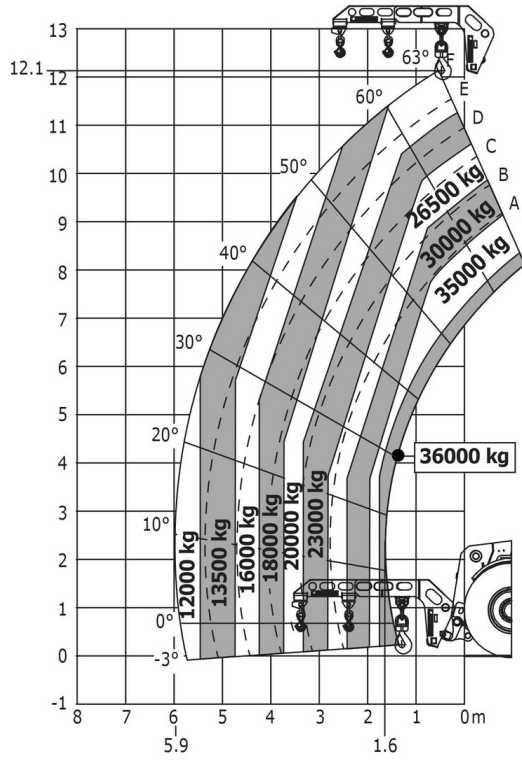 13
12.1
12
11
10
9
8
7
6
5
4
3
2
1
0
-1
63°
F
E
D
C
B
A
60°
50°
40°
30°
20°
10°
0°
-3°
26500 kg
30000 kg
35000 kg
36000 kg
12000 kg
13500 kg
16000 kg
18000 kg
20000 kg
23000 kg
8 7 6 5 4 3 2 1 0m
5.9 1.6